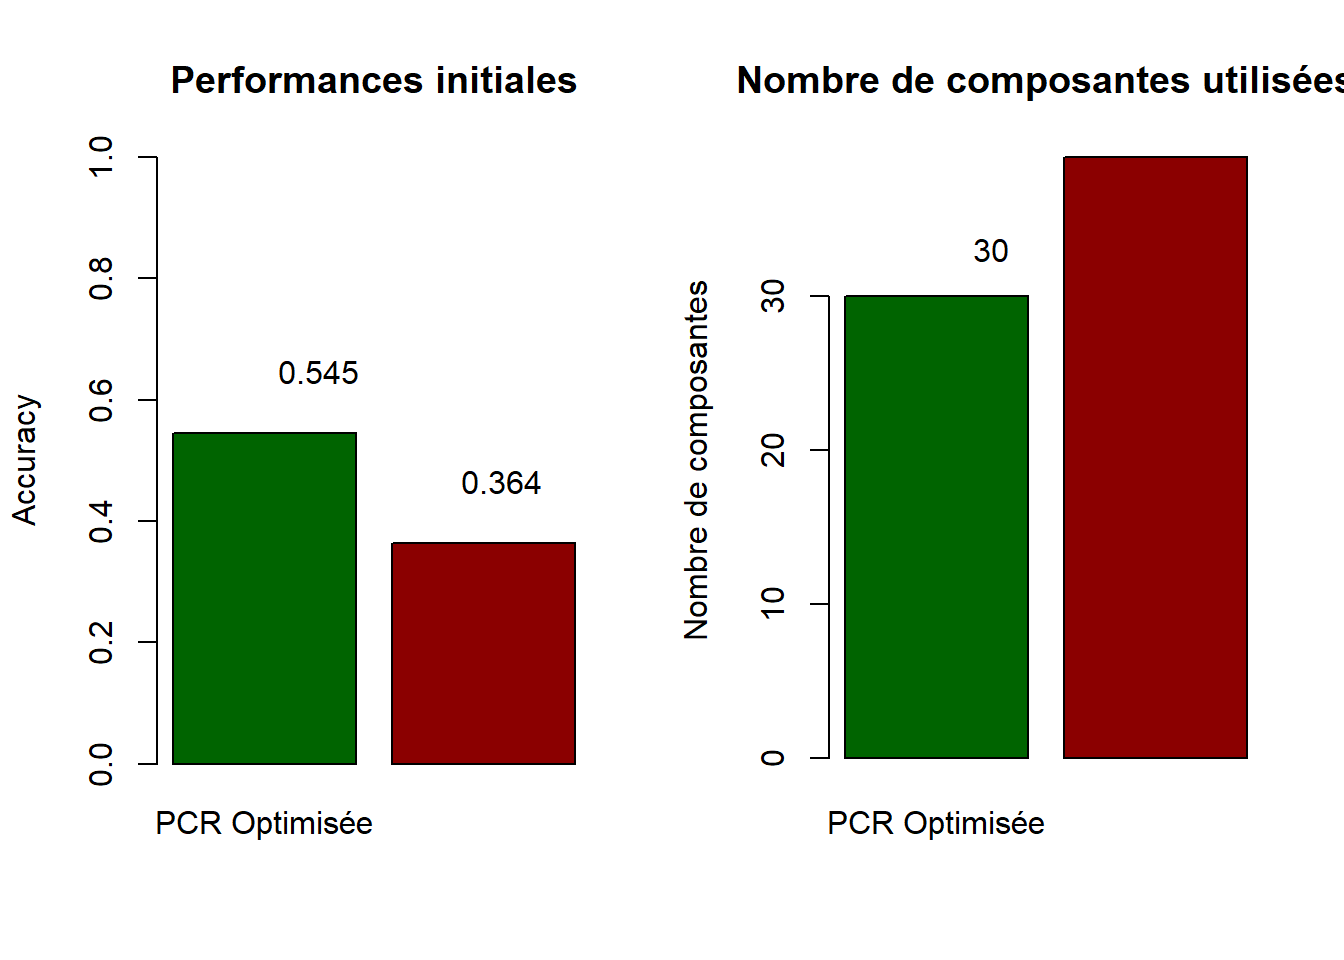 Performances initiales
Accuracy
1.0
0.8
0.6
0.4
0.2
0.0
0.545
0.364
PCR Optimisée
Nombre de composantes utilisées
Nombre de composantes
30
20
10
0
30
PCR Optimisée